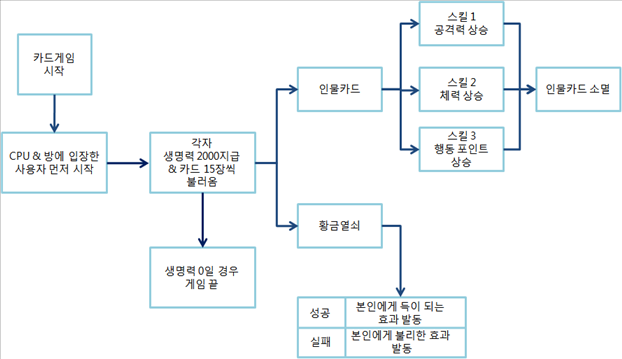 카드게임
시작
CPU & 방에 입장한
사용자 먼저 시작
각자
생명력 2000지급
& 카드 15장씩
불러옴
생명력 0일 경우
게임 끝
인물카드
스킬 1
공격력 상승
스킬 2
체력 상승
스킬 3
행동 포인트
상승
인물카드 소멸
황금열쇠
성공
본인에게 득이 되는
효과 발동
실패
본인에게 불리한 효과
발동